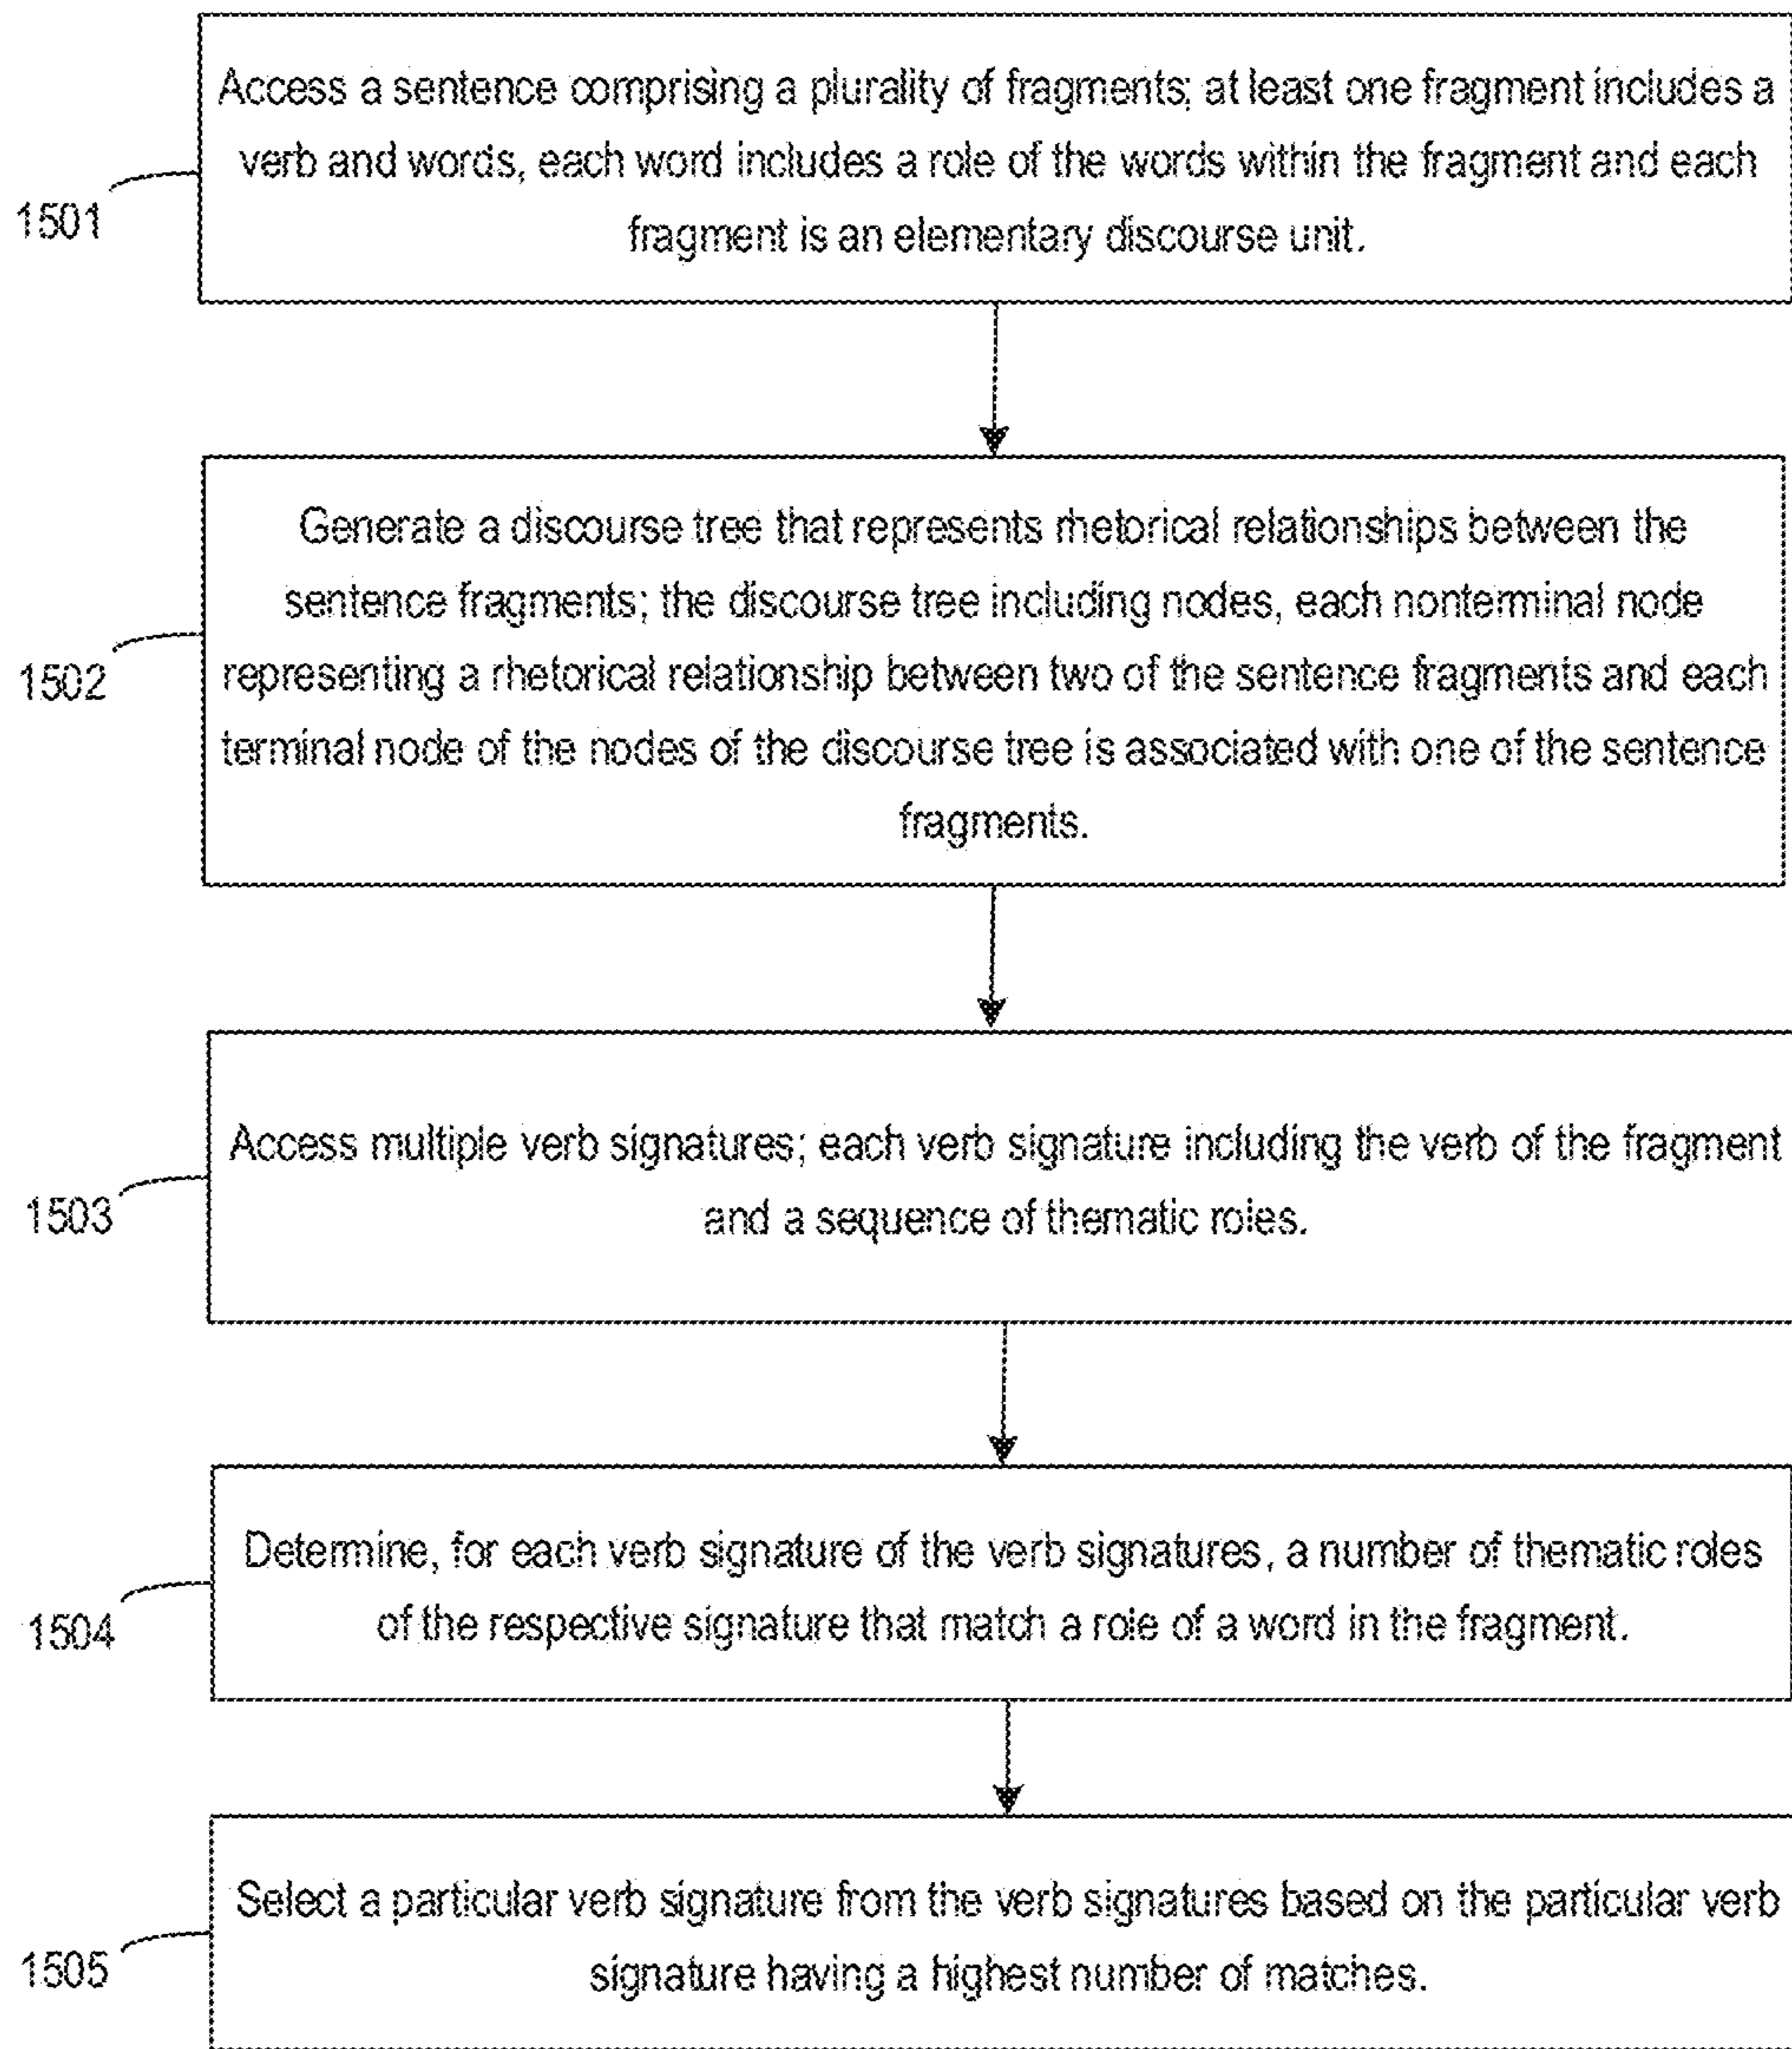 Access a sentence comprising a plurality of fragments; at least one fragment includes a
verb and words, each word includes a role of the words within the fragment and each
fragment is an elementary discourse unit.
1501
Generate a discourse tree that represents rhetorical relationships between the
sentence fragments; the discourse tree including nodes, each nonterminal node
representing a rhetorical relationship between two of the sentence fragments and each
terminal node of the nodes of the discourse tree is associated with one of the sentence
fragments.
1502
Access multiple verb signatures; each verb signature including the verb of the fragment
and a sequence of thematic roles.
1503
Determine, for each verb signature of the verb signatures, a number of thematic roles
of the respective signature that match a role of a word in the fragment.
1504
Select a particular verb signature from the verb signatures based on the particular verb
signature having a highest number of matches.
1505